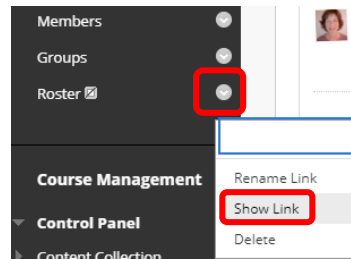 Members
Groups
Roster
Rename Link
Course Management
Show Link
Control Panel
Delete
Content Collection